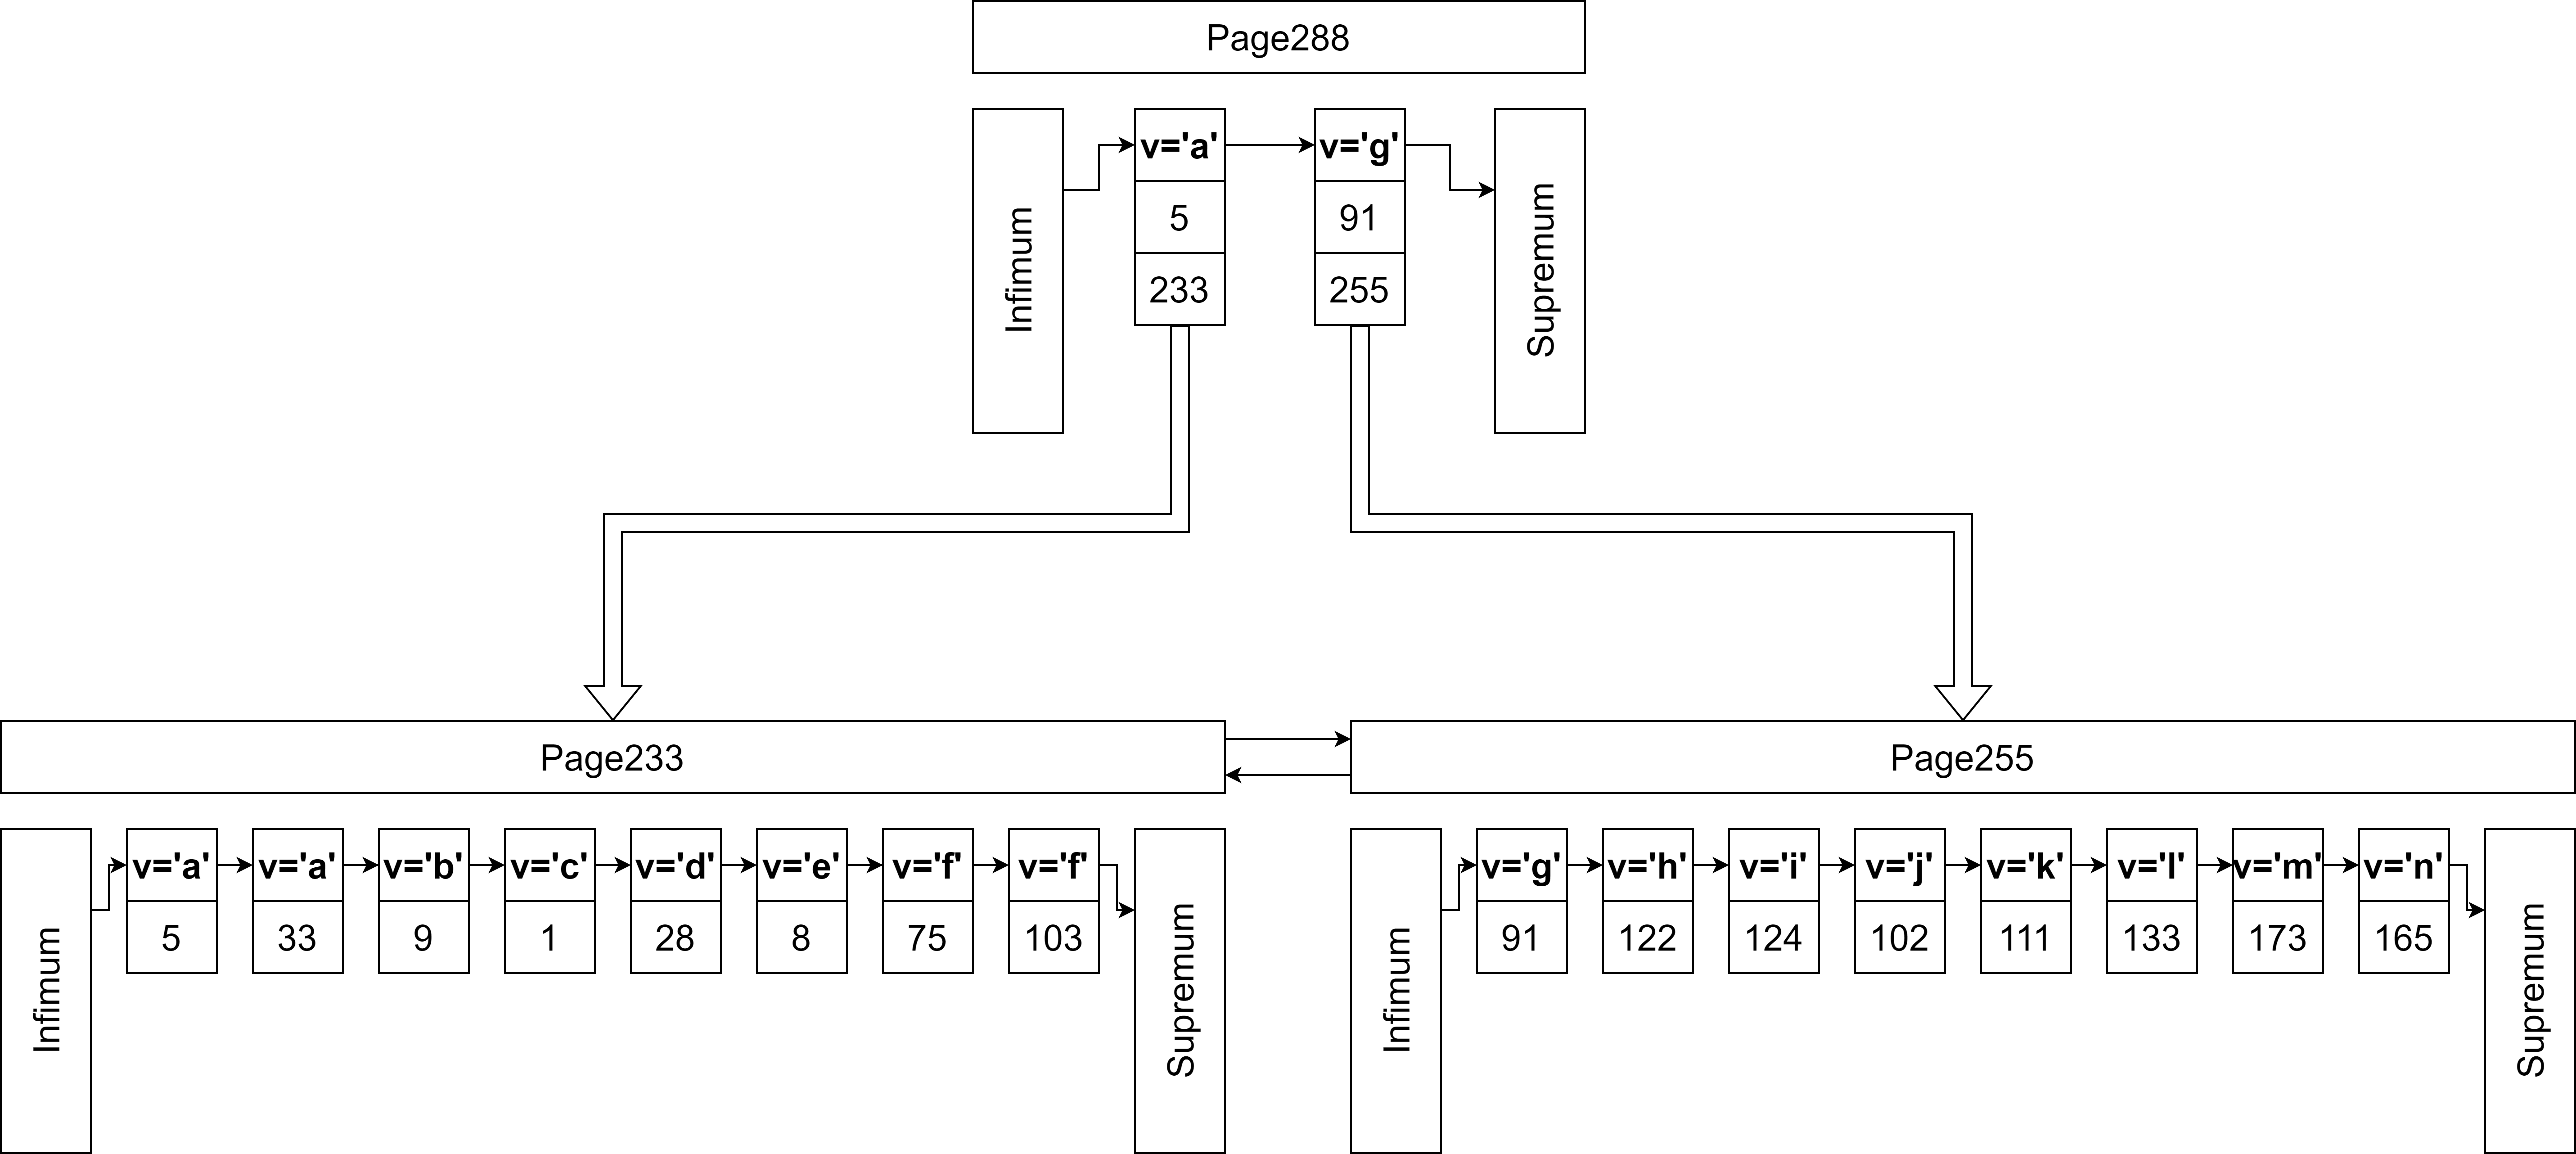 Page288
Infimum
v='a'
5
233
v='g'
91
255
Supremum
Page233
Page255
Infimum
v='a'
5
v='a'
33
v='b'
9
v='c'
1
v='d'
28
v='e'
8
v='f'
75
v='f'
103
Supremum
Infimum
v='g'
91
v='h'
122
v='i'
124
v='j'
102
v='k'
111
v='l'
133
v='m'
173
v='n'
165
Supremum